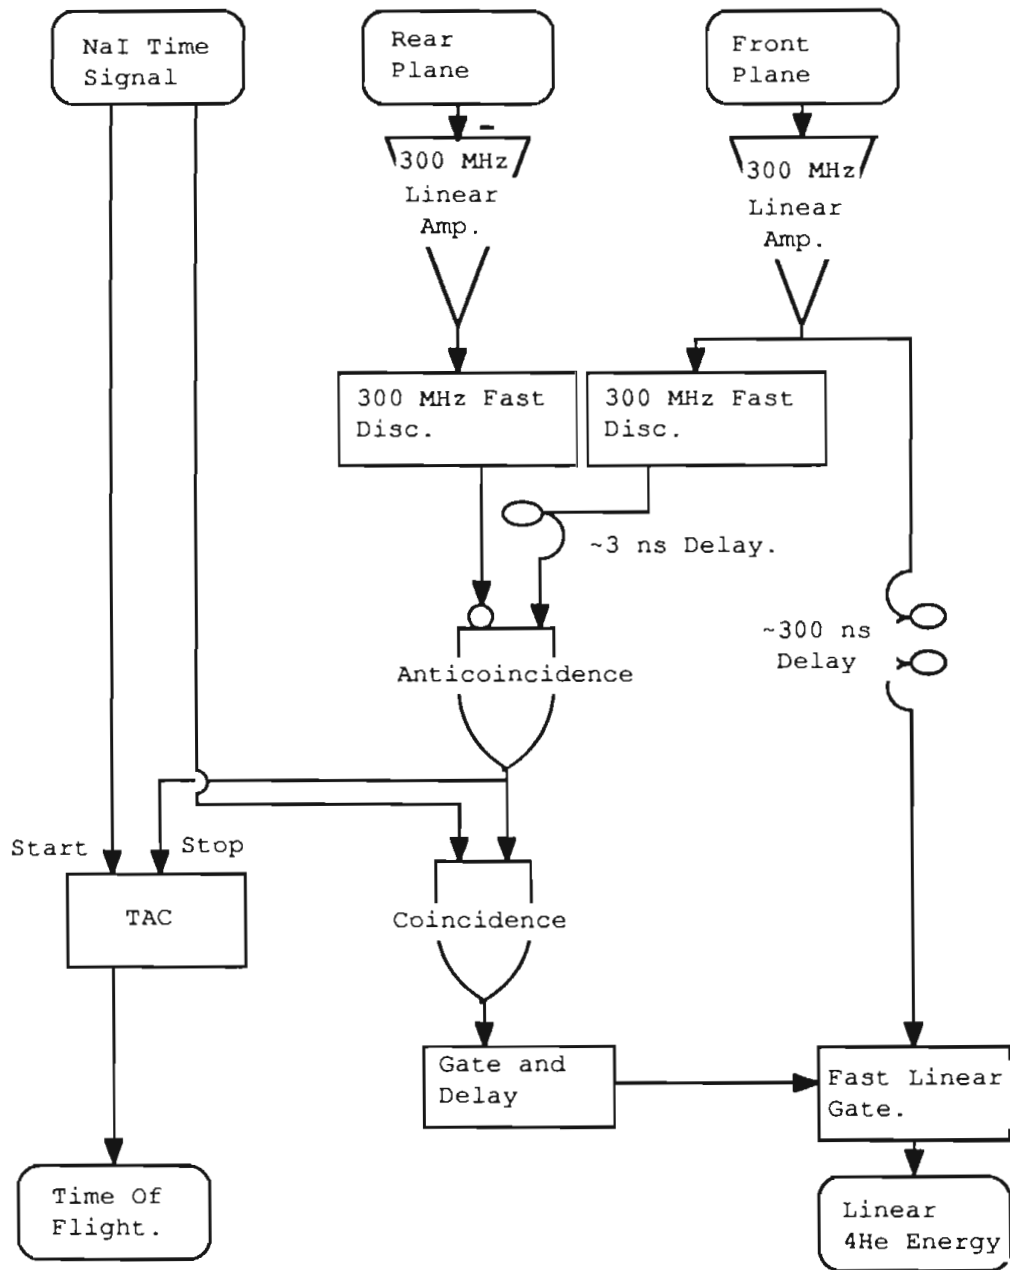 NaI Time
Signal
Rear
Plane
Front
Plane
-
300 MHz
Linear
Amp.
300 MHz
Linear
Amp.
300 MHz Fast
Disc.
300 MHz Fast
Disc.
~3 ns Delay.
~300 ns
Delay
Anticoincidence
Start
Stop
TAC
Coincidence
Gate and
Delay
Fast Linear
Gate.
Time Of
Flight.
Linear
4He Energy